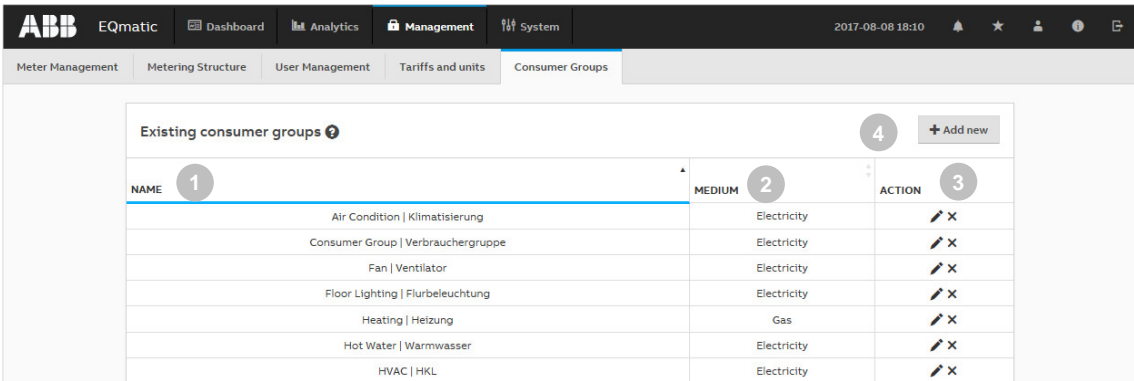 ABB EQmatic Dashboard Analytics Management System 2017-08-08 18:10
Meter Management Metering Structure User Management Tariffs and units Consumer Groups
Existing consumer groups ? 4 + Add new
NAME 1 MEDIUM 2 ACTION 3
Air Condition | Klimatisierung Electricity
Consumer Group | Verbrauchergruppe Electricity
Fan | Ventilator Electricity
Floor Lighting | Flurbeleuchtung Electricity
Heating | Heizung Gas
Hot Water | Warmwasser Electricity
HVAC | HKL Electricity